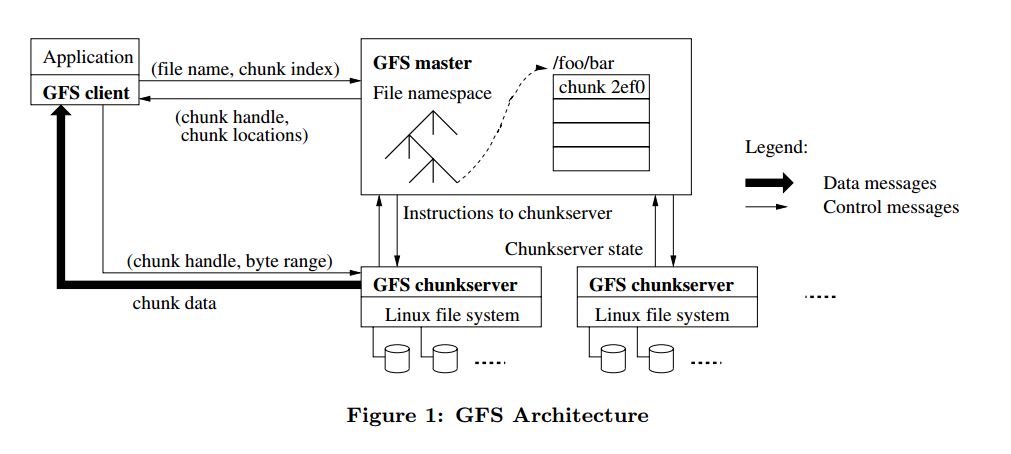 Application
GFS client
(file name, chunk index)
(chunk handle,
chunk locations)
GFS master
File namespace
/foo/bar
chunk 2ef0
Legend:
Data messages
Control messages
Instructions to chunkserver
Chunkserver state
(chunk handle, byte range)
chunk data
GFS chunkserver
Linux file system
GFS chunkserver
Linux file system
Figure 1: GFS Architecture